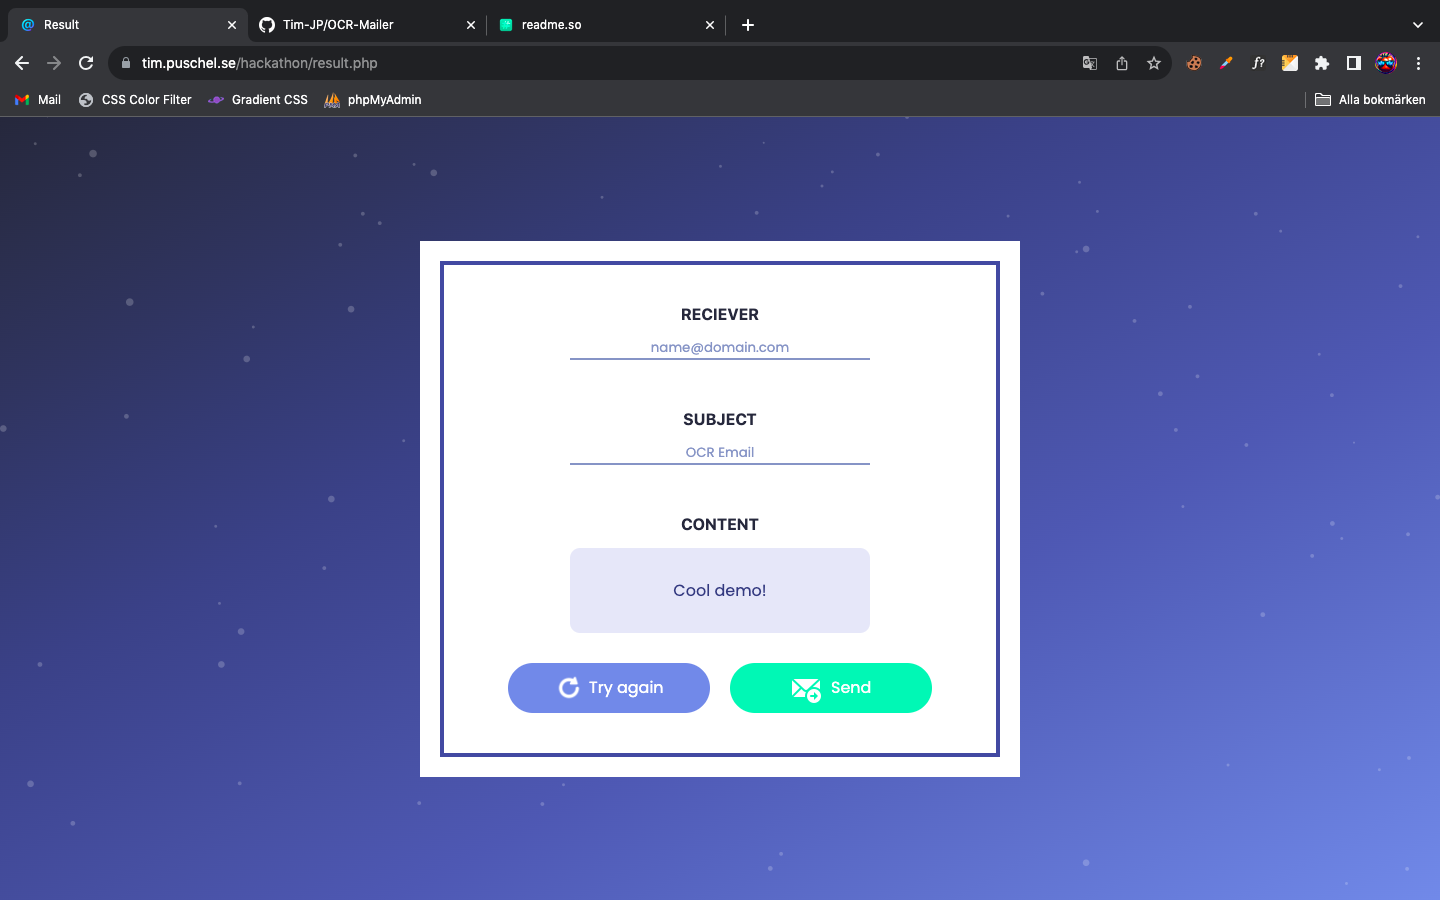 Result
Tim-JP/OCR-Mailer
readme.so
tim.puschel.se/hackathon/result.php
f?
Mail
CSS Color Filter
Gradient CSS
phpMyAdmin
Alla bokmärken
RECIEVER
name@domain.com
SUBJECT
OCR Email
CONTENT
Cool demo!
Try again
Send